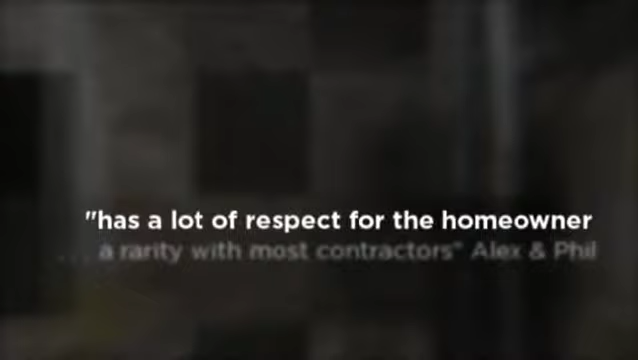 "has a lot of respect for the homeowner
... a rarity with most contractors" Alex & Phil